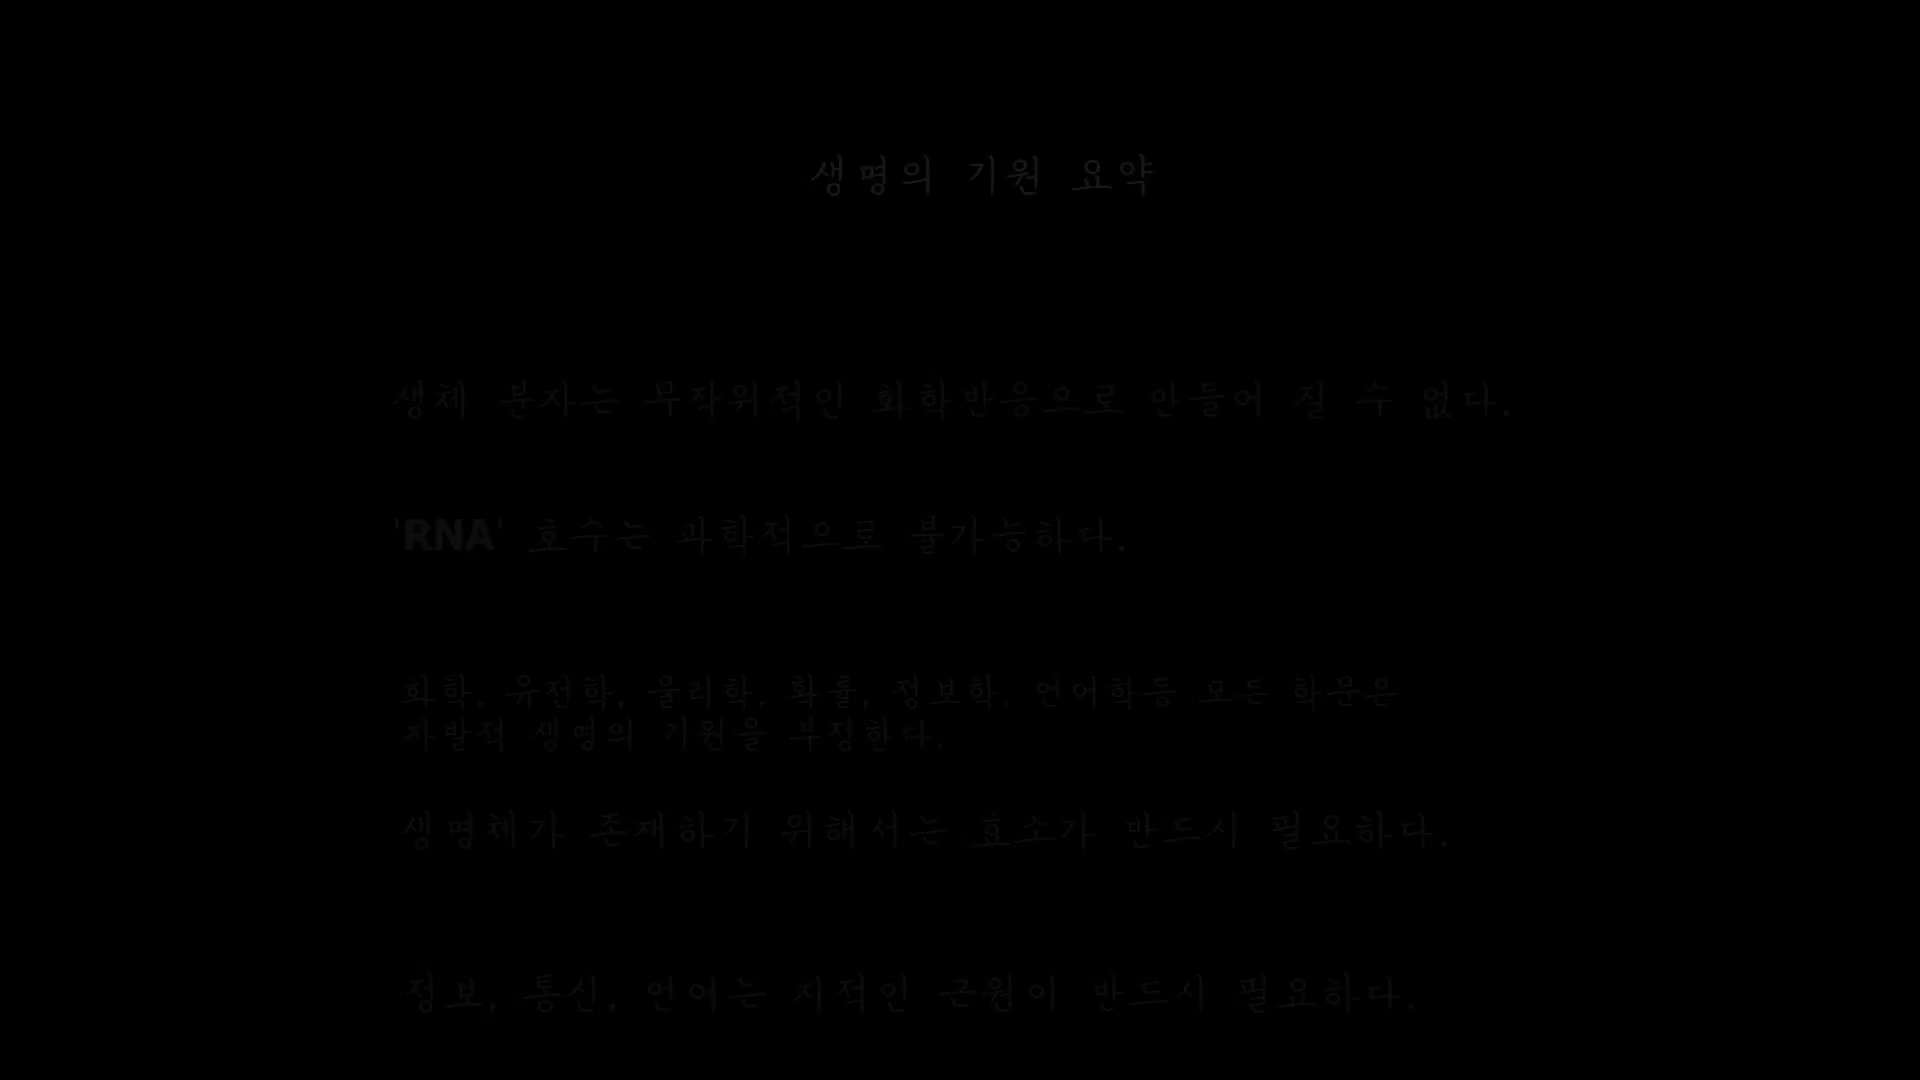 생명의 기원 요약
생체 분자는 무작위적인 화학반응으로 만들어 질 수 없다.
'RNA' 호수는 과학적으로 불가능하다.
화학, 유전학, 물리학, 확률, 정보학, 언어학등 모든 학문은
자발적 생명의 기원을 부정한다.
생명체가 존재하기 위해서는 효소가 반드시 필요하다.
정보, 통신, 언어는 지적인 근원이 반드시 필요하다.